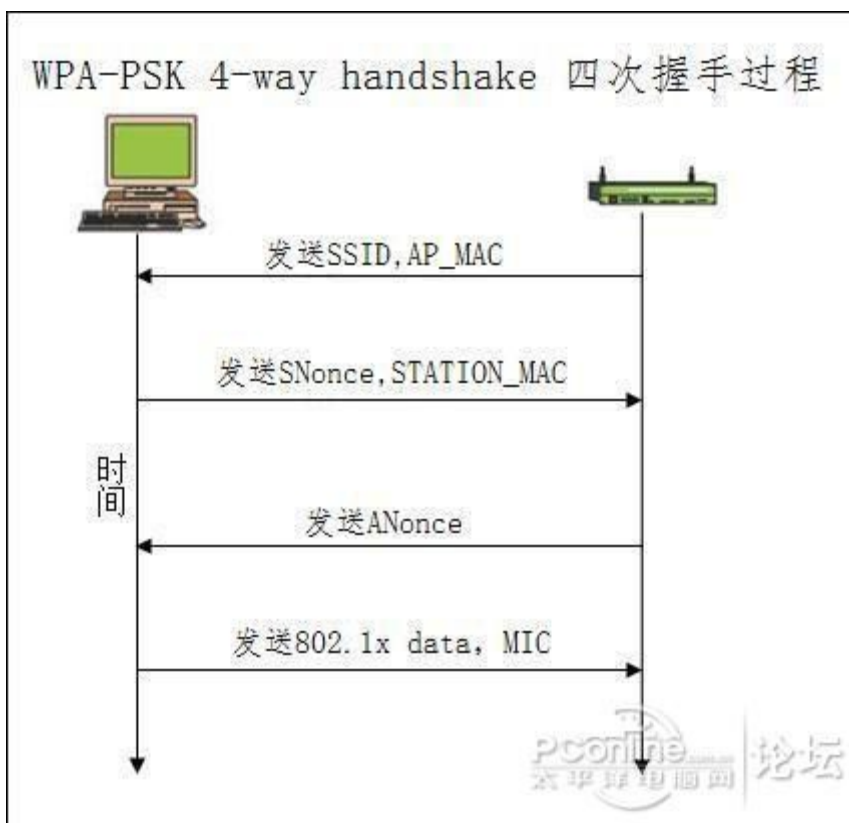 WPA-PSK 4-way handshake 四次握手过程
发送SSID,AP_MAC
发送SNonce,STATION_MAC
时
间
发送ANonce
发送802.1x data, MIC
PConline.com.cn
太平洋电脑网
论坛